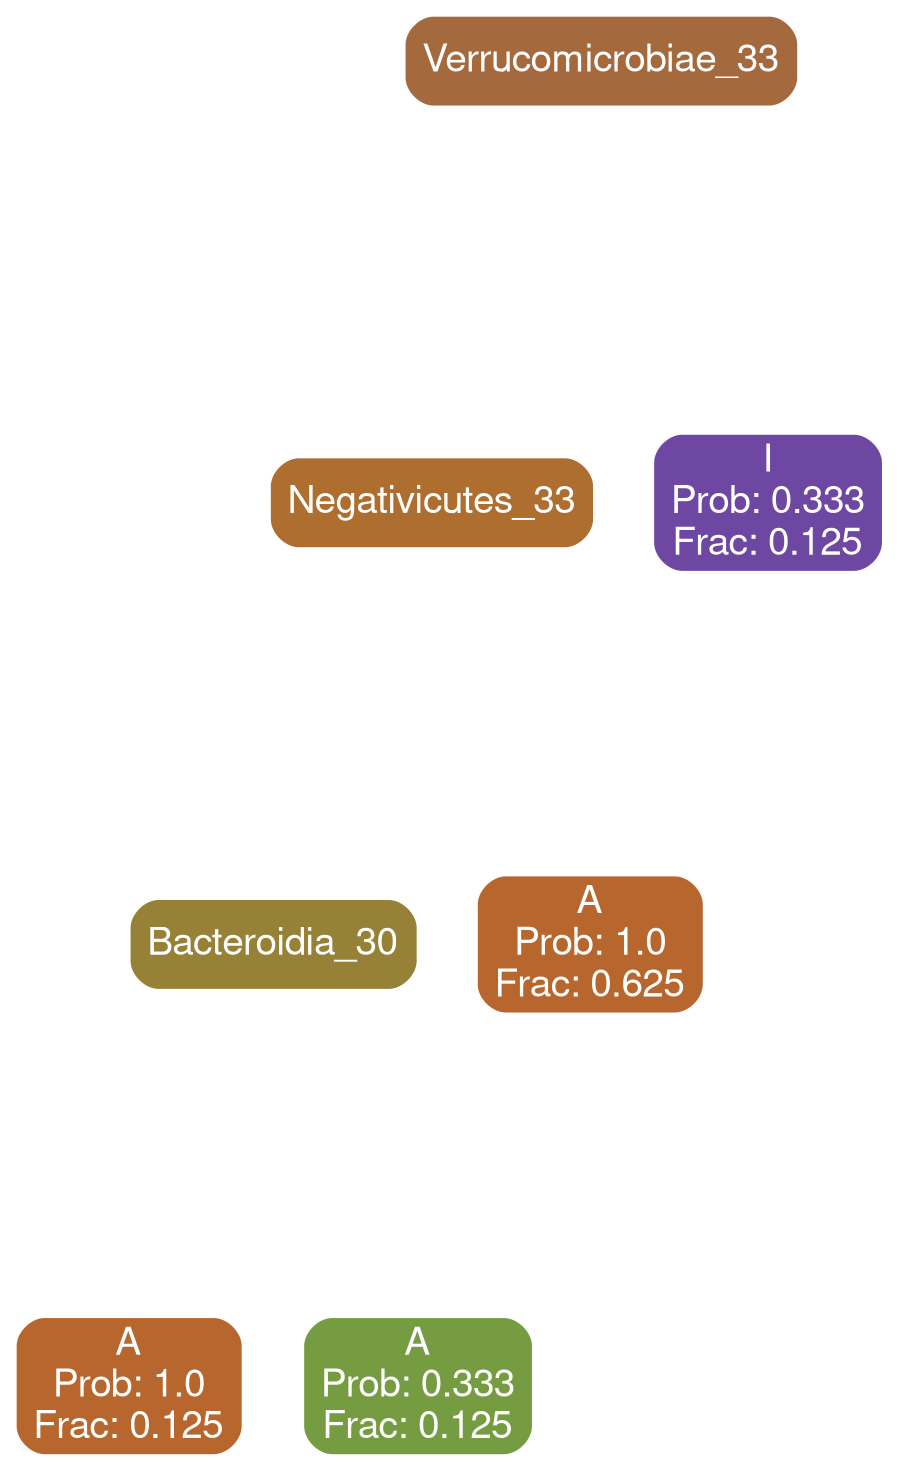 Verrucomicrobiae_33
Negativicutes_33
I
Prob: 0.333
Frac: 0.125
Bacteroidia_30
A
Prob: 1.0
Frac: 0.625
A
Prob: 1.0
Frac: 0.125
A
Prob: 0.333
Frac: 0.125